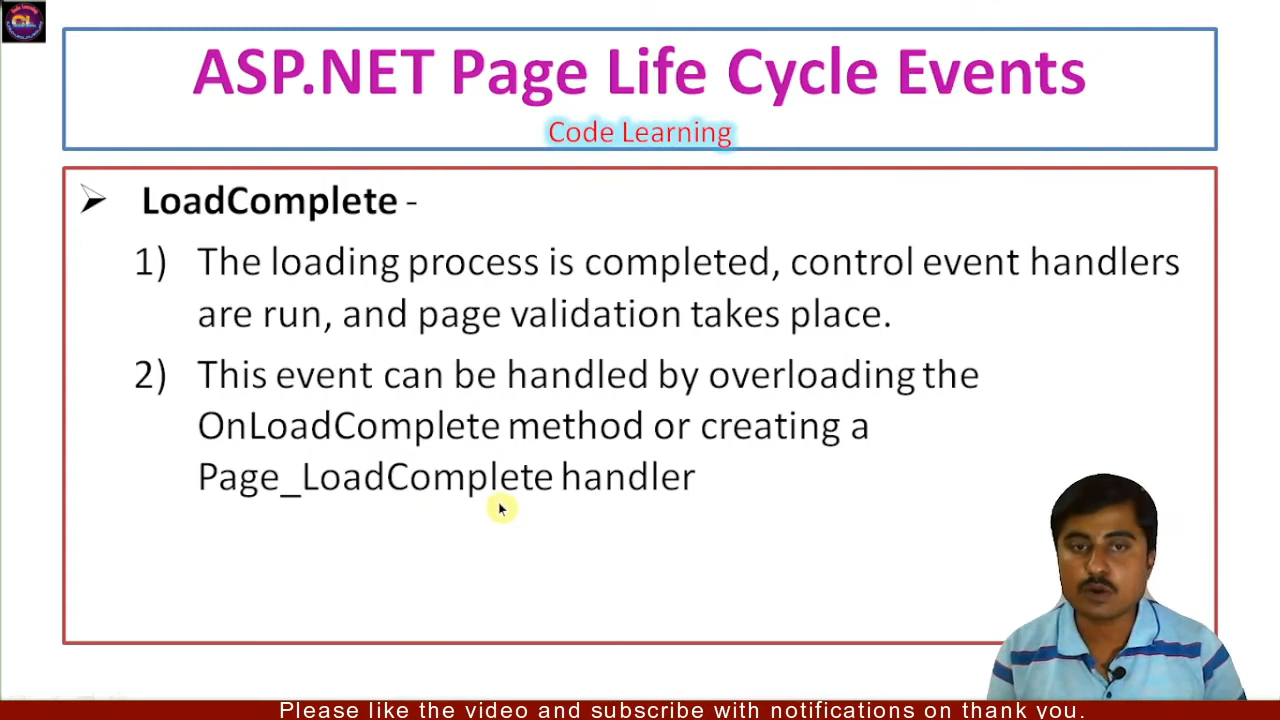 ASP.NET Page Life Cycle Events
Code Learning
➢ LoadComplete -
1) The loading process is completed, control event handlers
are run, and page validation takes place.
2) This event can be handled by overloading the
OnLoadComplete method or creating a
Page_LoadComplete handler
Please like the video and subscribe with notifications on thank you.